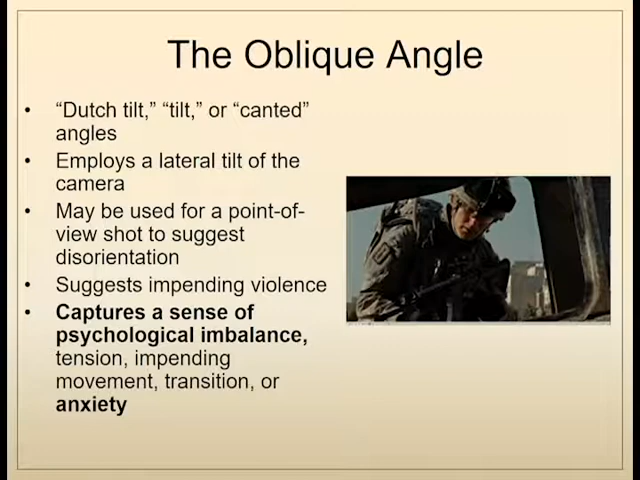 The Oblique Angle
• “Dutch tilt,” “tilt,” or “canted”
angles
• Employs a lateral tilt of the
camera
• May be used for a point-of-
view shot to suggest
disorientation
• Suggests impending violence
• Captures a sense of
psychological imbalance,
tension, impending
movement, transition, or
anxiety